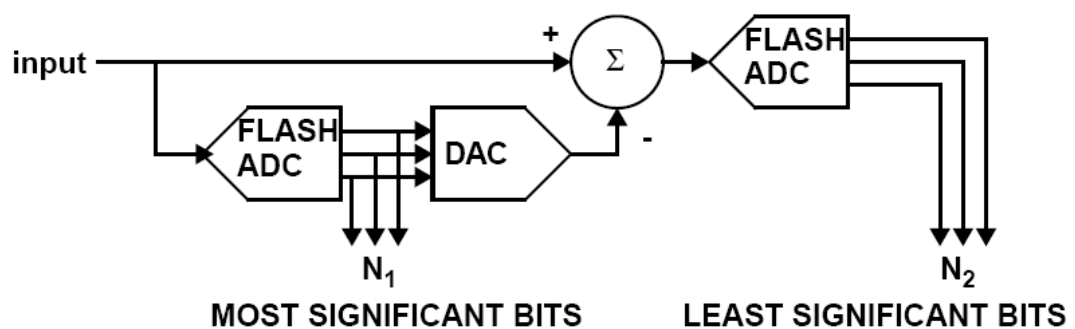 input
+
Σ
-
FLASH
ADC
FLASH
ADC
DAC
N₁
MOST SIGNIFICANT BITS
N₂
LEAST SIGNIFICANT BITS